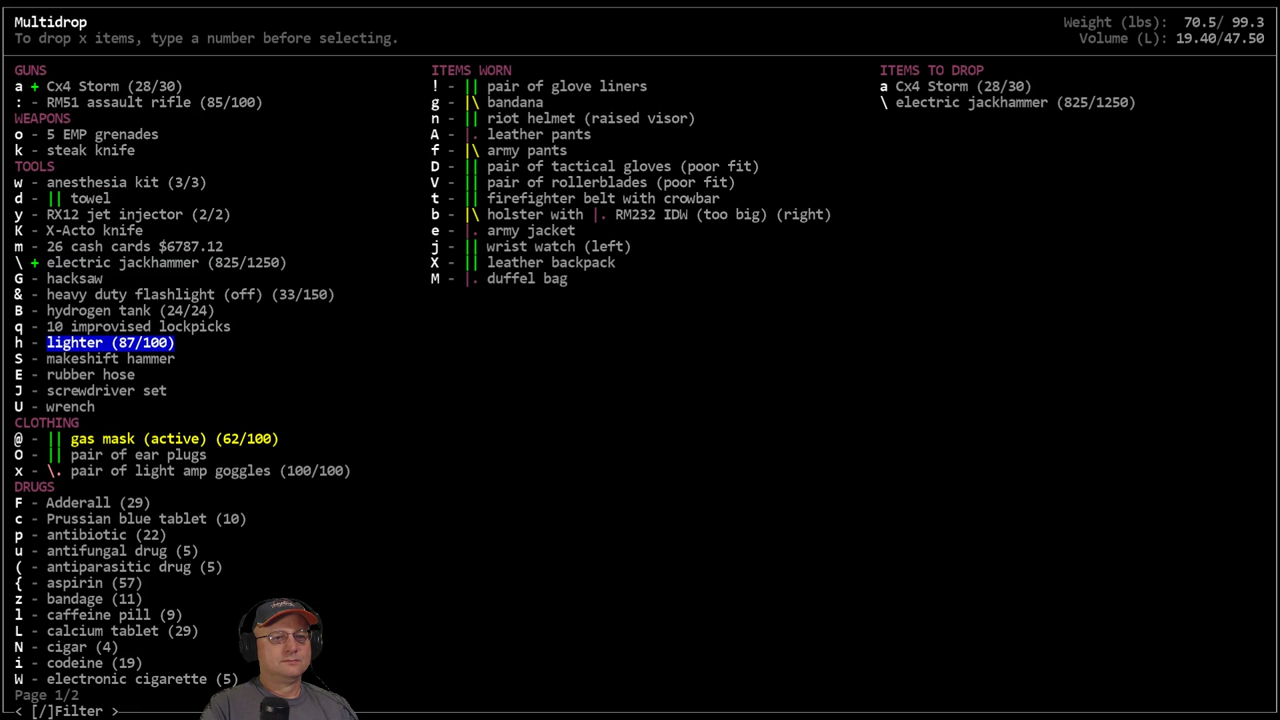 Multidrop
Weight (lbs): 70.5/ 99.3
To drop x items, type a number before selecting.
Volume (L): 19.40/47.50
GUNS
a + Cx4 Storm (28/30)
: - RM51 assault rifle (85/100)
WEAPONS
o - 5 EMP grenades
k - steak knife
TOOLS
w - anesthesia kit (3/3)
d - || towel
y - RX12 jet injector (2/2)
K - X-Acto knife
m - 26 cash cards $6787.12
\ + electric jackhammer (825/1250)
G - hacksaw
& - heavy duty flashlight (off) (33/150)
B - hydrogen tank (24/24)
q - 10 improvised lockpicks
h - lighter (87/100)
S - makeshift hammer
E - rubber hose
J - screwdriver set
U - wrench
CLOTHING
@ - || gas mask (active) (62/100)
O - || pair of ear plugs
x - \. pair of light amp goggles (100/100)
DRUGS
F - Adderall (29)
c - Prussian blue tablet (10)
p - antibiotic (22)
u - antifungal drug (5)
( - antiparasitic drug (5)
{ - aspirin (57)
z - bandage (11)
l - caffeine pill (9)
L - calcium tablet (29)
N - cigar (4)
i - codeine (19)
W - electronic cigarette (5)
Page 1/2
< [/]Filter >
ITEMS WORN
! - || pair of glove liners
g - |\ bandana
n - || riot helmet (raised visor)
A - |. leather pants
f - |\ army pants
D - || pair of tactical gloves (poor fit)
V - || pair of rollerblades (poor fit)
t - || firefighter belt with crowbar
b - |\ holster with |. RM232 IDW (too big) (right)
e - |. army jacket
j - || wrist watch (left)
X - || leather backpack
M - |. duffel bag
ITEMS TO DROP
a Cx4 Storm (28/30)
\ electric jackhammer (825/1250)